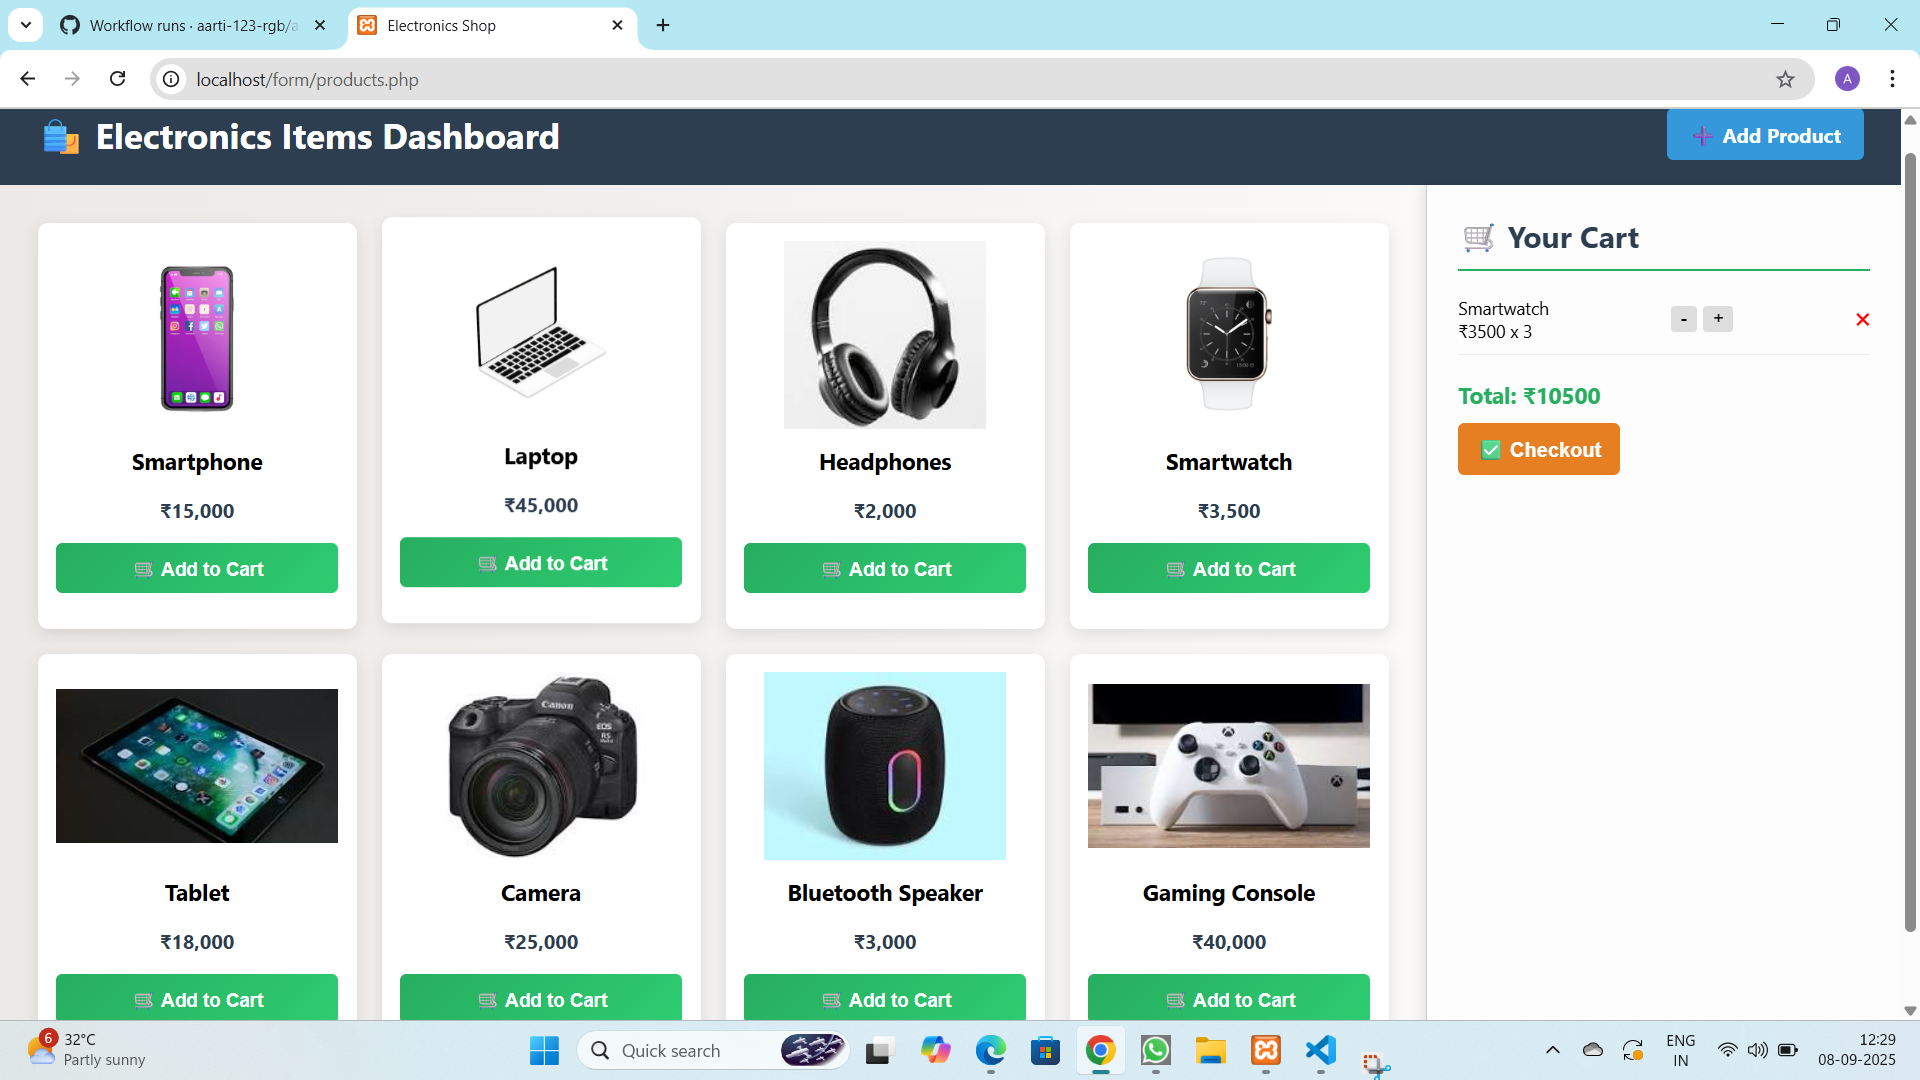 Workflow runs · aarti-123-rgb/a
Electronics Shop
localhost/form/products.php
A
Electronics Items Dashboard
Add Product
Your Cart
Smartwatch
₹3500 x 3
-
+
Total: ₹10500
Checkout
Smartphone
Laptop
Headphones
Smartwatch
₹15,000
₹45,000
₹2,000
₹3,500
Add to Cart
Add to Cart
Add to Cart
Add to Cart
Canon
EOS
R5
Tablet
Camera
Bluetooth Speaker
Gaming Console
₹18,000
₹25,000
₹3,000
₹40,000
Add to Cart
Add to Cart
Add to Cart
Add to Cart
6
32°C
Partly sunny
Quick search
ENG
IN
12:29
08-09-2025